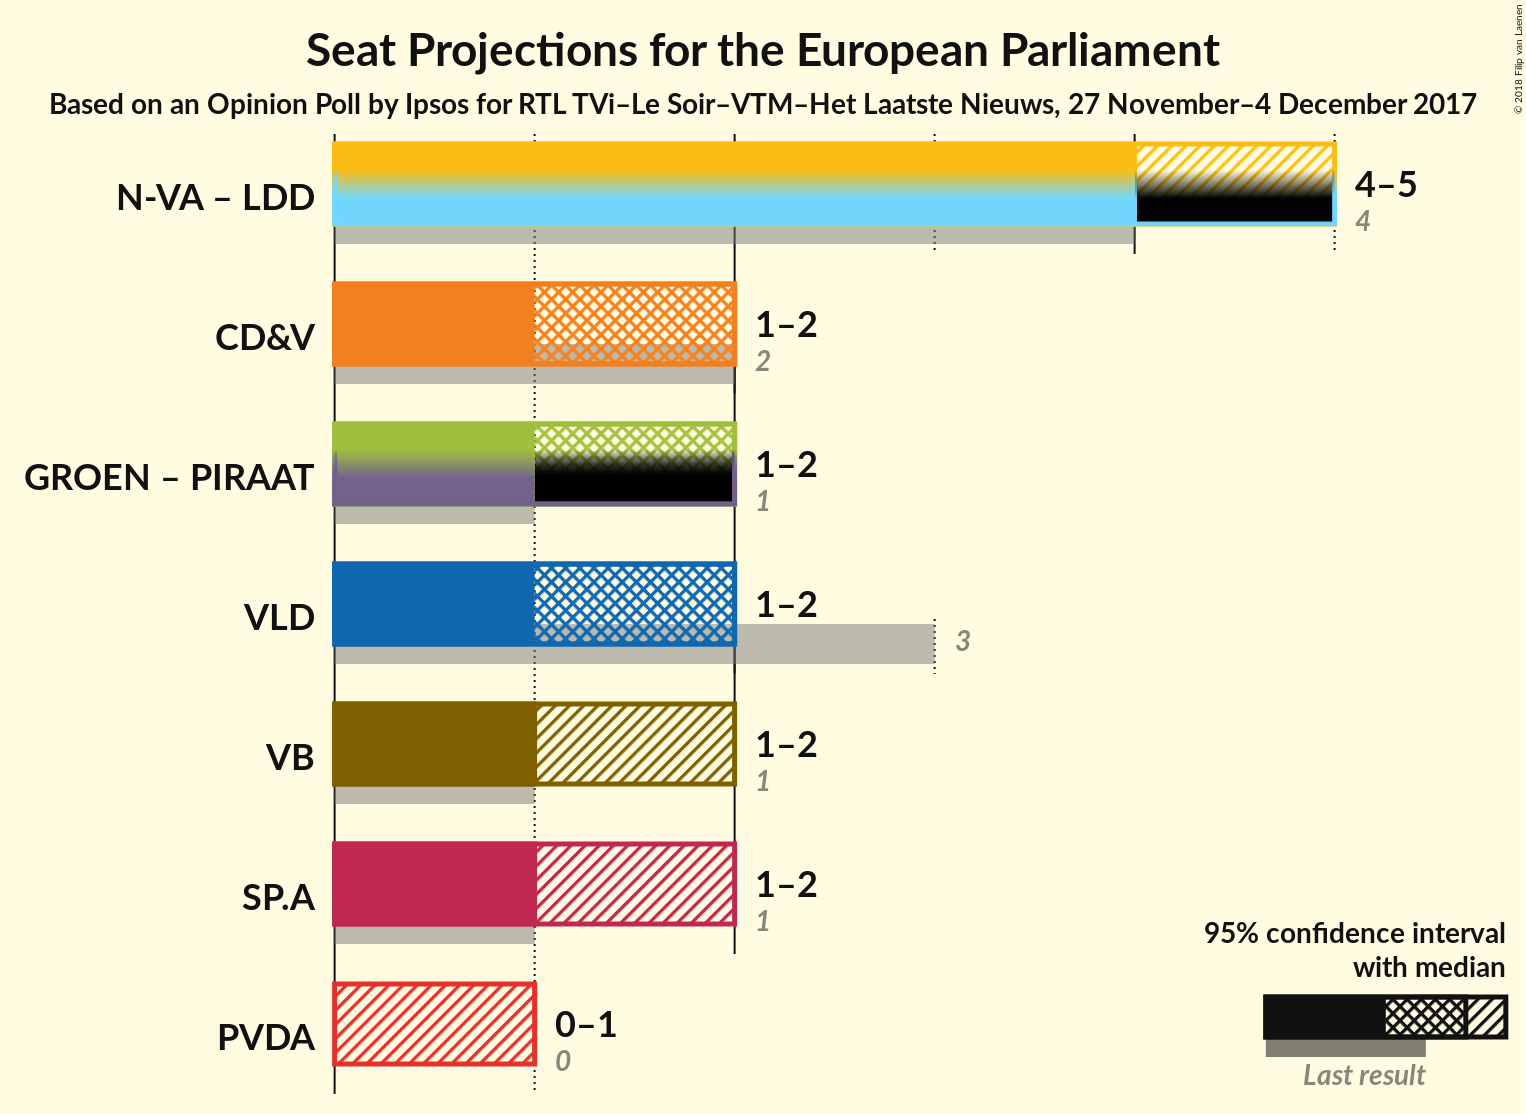 Seat Projections for the European Parliament
Based on an Opinion Poll by Ipsos for RTL TVi–Le Soir–VTM–Het Laatste Nieuws, 27 November–4 December 2017
© 2018 Filip van Laenen
N-VA – LDD
4–5
4
CD&V
1–2
2
GROEN – PIRAAT
1–2
1
VLD
1–2
3
VB
1–2
1
SP.A
1–2
1
PVDA
0–1
0
95% confidence interval
with median
Last result